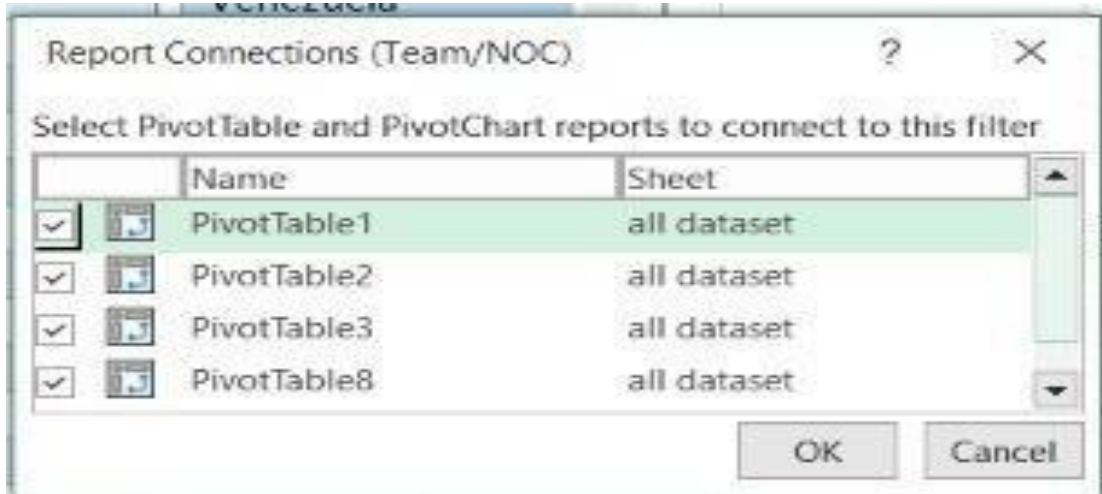 Venezuela
Report Connections (Team/NOC) ?
Select PivotTable and PivotChart reports to connect to this filter
Name Sheet
PivotTable1 all dataset
PivotTable2 all dataset
PivotTable3 all dataset
PivotTable8 all dataset
OK Cancel